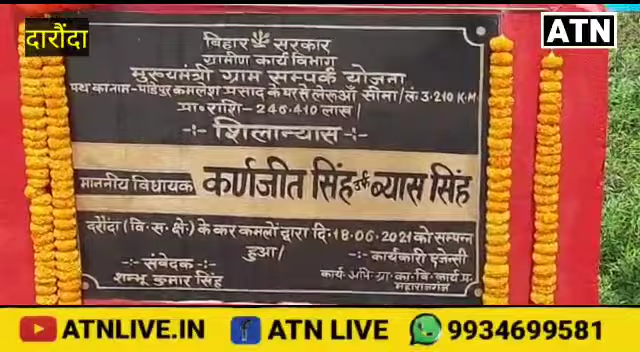 दारौंदा
ATN
बिहार सरकार
ग्रामीण कार्य विभाग
मुख्यमंत्री ग्राम सम्पर्क योजना
पथ का नाम-पांडेपुर कमलेश प्रसाद के घर से लेरूआँ सीमा/लं: 3.210 K.M.
प्रा० राशि-246.410 लाख।
-:- शिलान्यास -:-
माननीय विधायक कर्णजीत सिंह उर्फ व्यास सिंह
दरौंदा (वि. स. क्षे०) के कर कमलों द्वारा दि.18.06.2021 को सम्पन्न
हुआ।
-:- संवेदक -:-
शम्भू कुमार सिंह
-:- कार्यकारी एजेन्सी
कार्य. अभि. ग्रा. का. वि. कार्य. प्र.
महाराजगंज
ATNLIVE.IN
ATN LIVE
9934699581